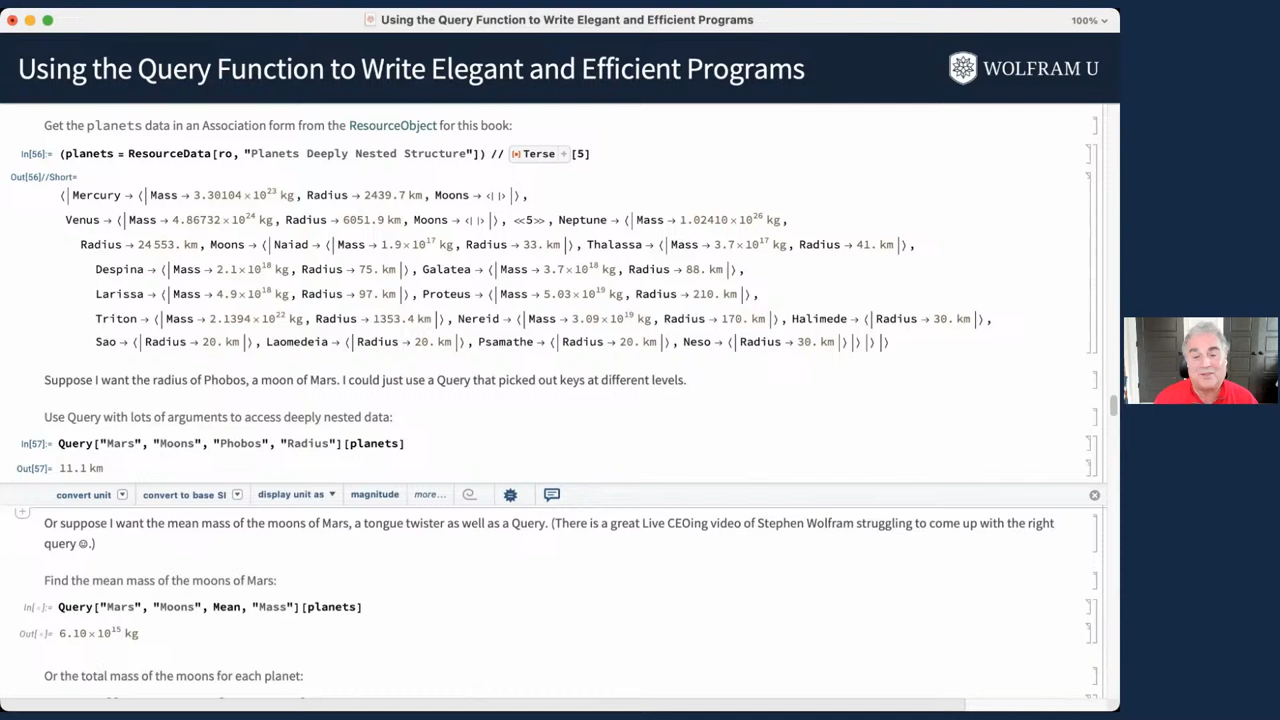 Using the Query Function to Write Elegant and Efficient Programs
100%
Using the Query Function to Write Elegant and Efficient Programs
WOLFRAM U
Get the planets data in an Association form from the ResourceObject for this book:
In[56]:= (planets = ResourceData[ro, "Planets Deeply Nested Structure"]) // Terse + [5]
Out[56]//Short=
<| Mercury → <| Mass → 3.30104 × 10^23 kg, Radius → 2439.7 km, Moons → <| |> |>,
Venus → <| Mass → 4.86732 × 10^24 kg, Radius → 6051.9 km, Moons → <| |> |>, <<5>>, Neptune → <| Mass → 1.02410 × 10^26 kg,
Radius → 24 553. km, Moons → <| Naiad → <| Mass → 1.9 × 10^17 kg, Radius → 33. km |>, Thalassa → <| Mass → 3.7 × 10^17 kg, Radius → 41. km |>,
Despina → <| Mass → 2.1 × 10^18 kg, Radius → 75. km |>, Galatea → <| Mass → 3.7 × 10^18 kg, Radius → 88. km |>,
Larissa → <| Mass → 4.9 × 10^18 kg, Radius → 97. km |>, Proteus → <| Mass → 5.03 × 10^19 kg, Radius → 210. km |>,
Triton → <| Mass → 2.1394 × 10^22 kg, Radius → 1353.4 km |>, Nereid → <| Mass → 3.09 × 10^19 kg, Radius → 170. km |>, Halimede → <| Radius → 30. km |>,
Sao → <| Radius → 20. km |>, Laomedeia → <| Radius → 20. km |>, Psamathe → <| Radius → 20. km |>, Neso → <| Radius → 30. km |> |> |> |>
Suppose I want the radius of Phobos, a moon of Mars. I could just use a Query that picked out keys at different levels.
Use Query with lots of arguments to access deeply nested data:
In[57]:= Query["Mars", "Moons", "Phobos", "Radius"][planets]
Out[57]= 11.1 km
convert unit convert to base SI display unit as magnitude more...
Or suppose I want the mean mass of the moons of Mars, a tongue twister as well as a Query. (There is a great Live CEOing video of Stephen Wolfram struggling to come up with the right
query ☺.)
Find the mean mass of the moons of Mars:
In[∘]:= Query["Mars", "Moons", Mean, "Mass"][planets]
Out[∘]= 6.10 × 10^15 kg
Or the total mass of the moons for each planet: